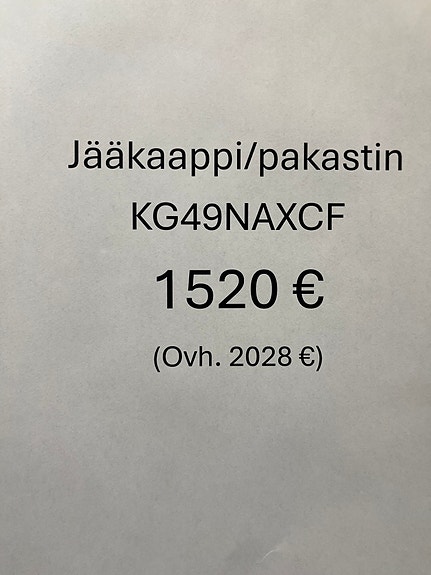 Jääkaappi/pakastin
KG49NAXCF
1520 €
(Ovh. 2028 €)